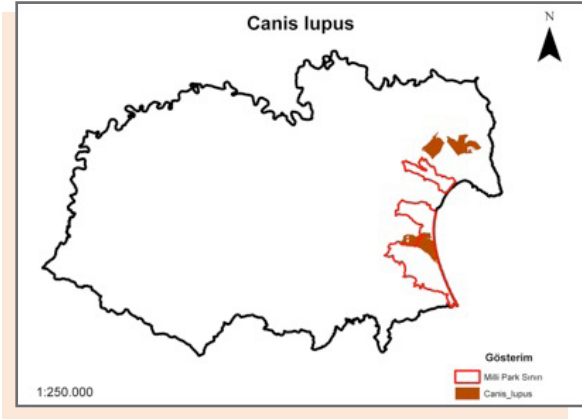 Canis lupus
N
Gösterim
Milli Park Sınırı
Canis_lupus
1:250.000